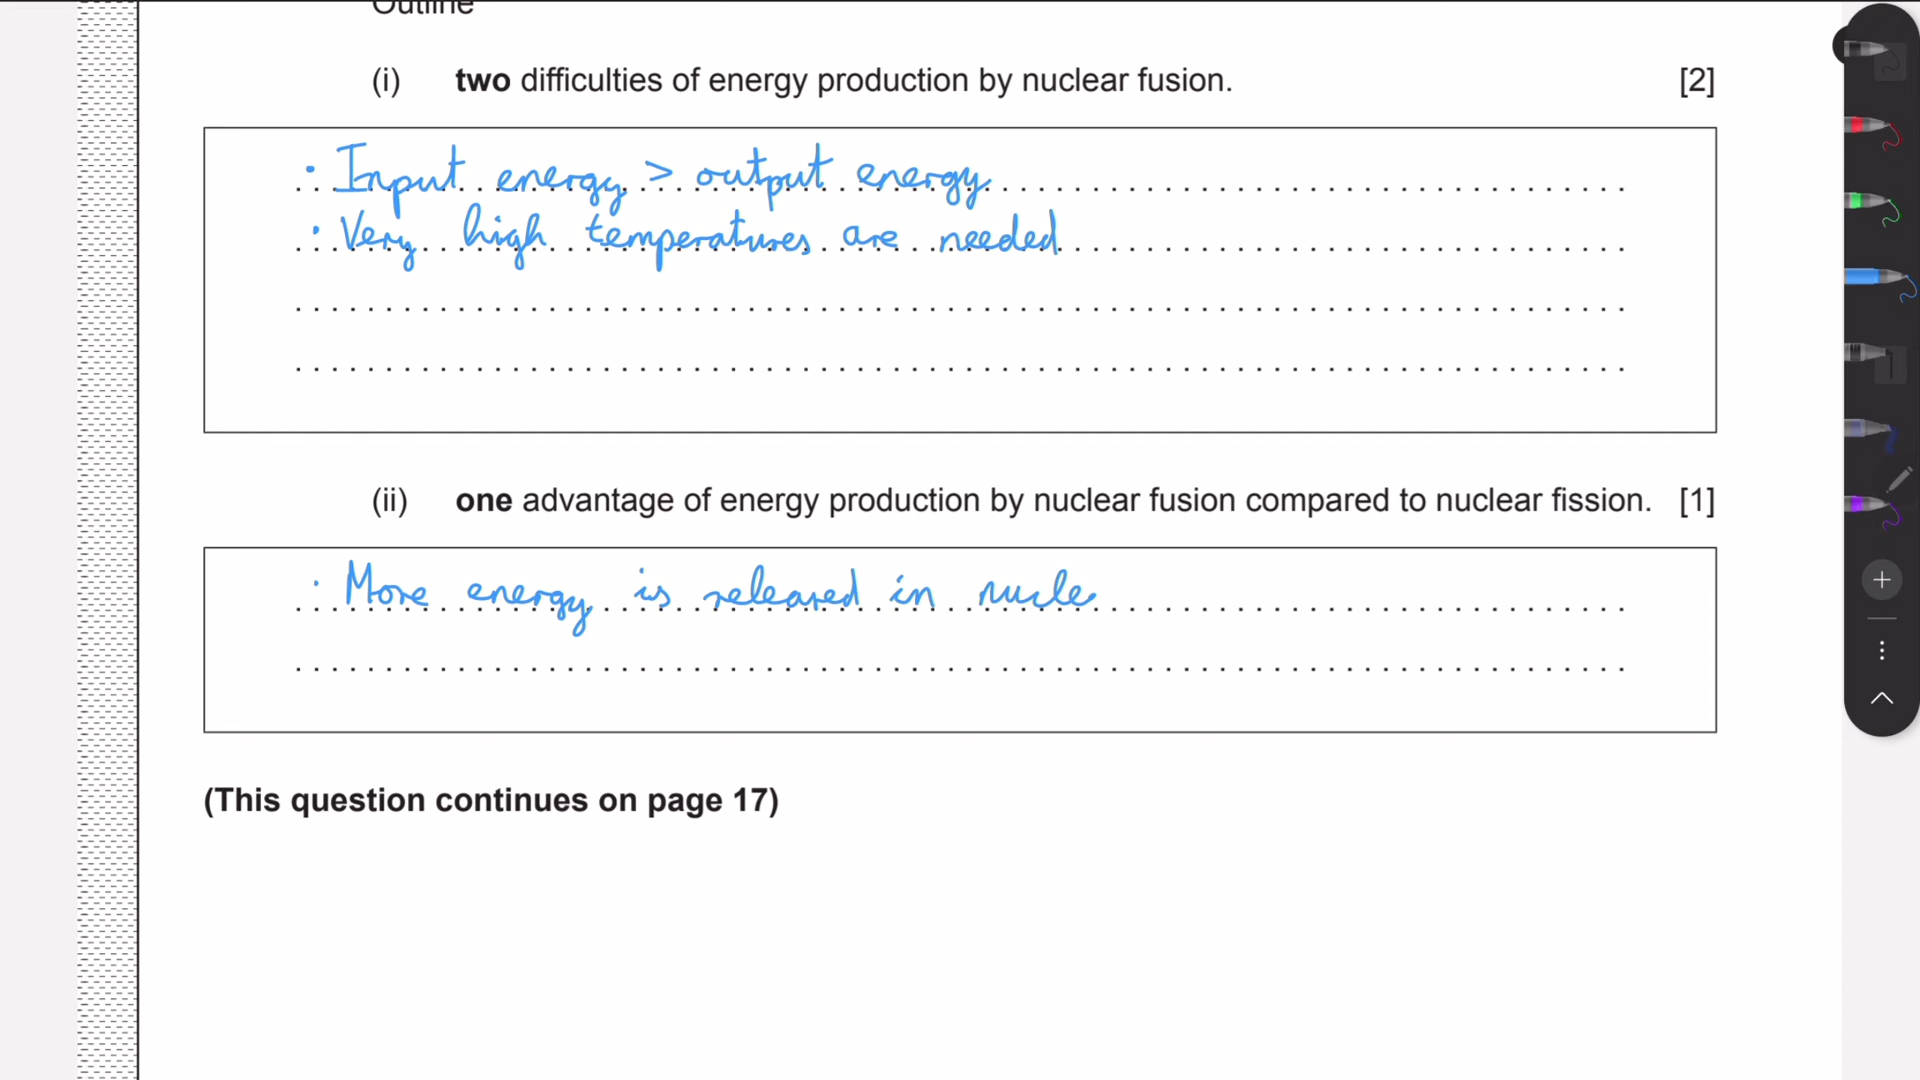 Outline
(i) two difficulties of energy production by nuclear fusion. [2]
· Input energy > output energy
· Very high temperatures are needed
(ii) one advantage of energy production by nuclear fusion compared to nuclear fission. [1]
· More energy is released in nucle
(This question continues on page 17)